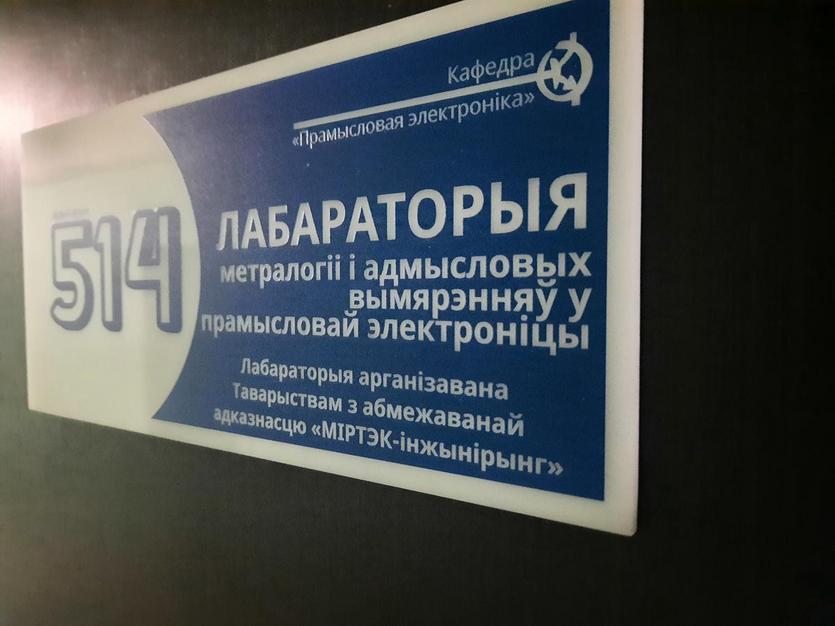 Кафедра
«Прамысловая электроніка»
514
ЛАБАРАТОРЫЯ
метралогіі і адмысловых
вымярэнняў у
прамысловай электроніцы
Лабараторыя арганізавана
Таварыствам з абмежаванай
адказнасцю «МІРТЭК-інжынірынг»